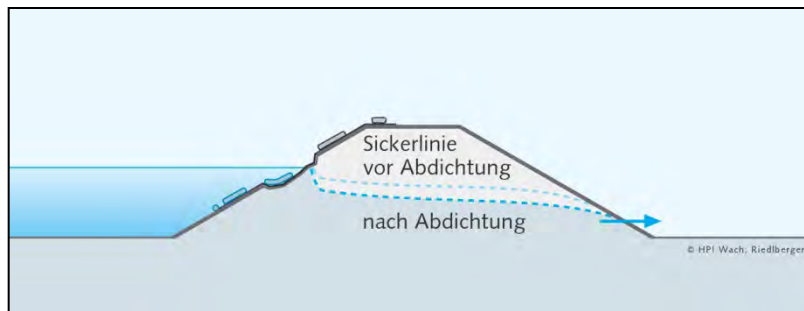 Sickerlinie
vor Abdichtung
nach Abdichtung
© HPI Wach; Riedlberger